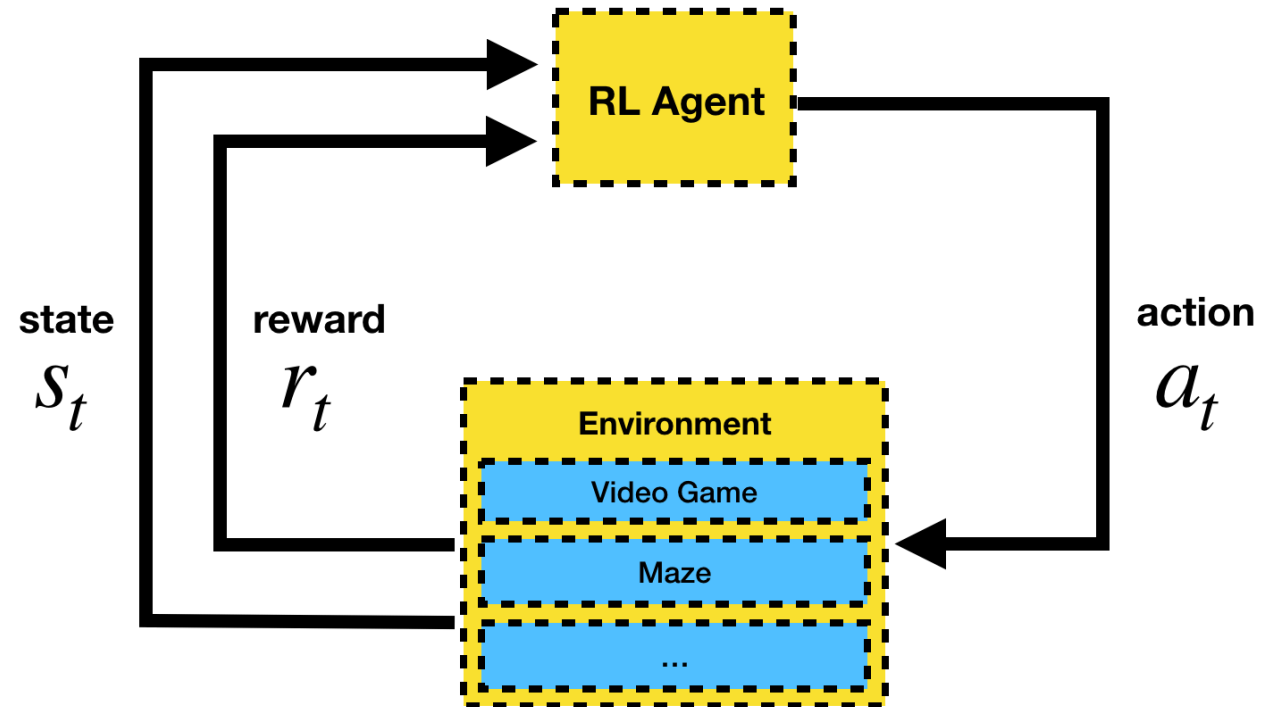 RL Agent
state
s_t
reward
r_t
action
a_t
Environment
Video Game
Maze
...